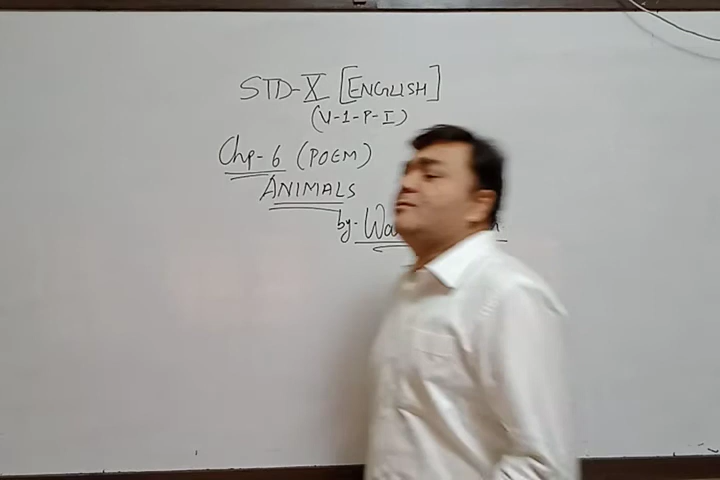 STD-X [ENGLISH]
(V-1-P-I)
Chp-6 (POEM)
ANIMALS
by-